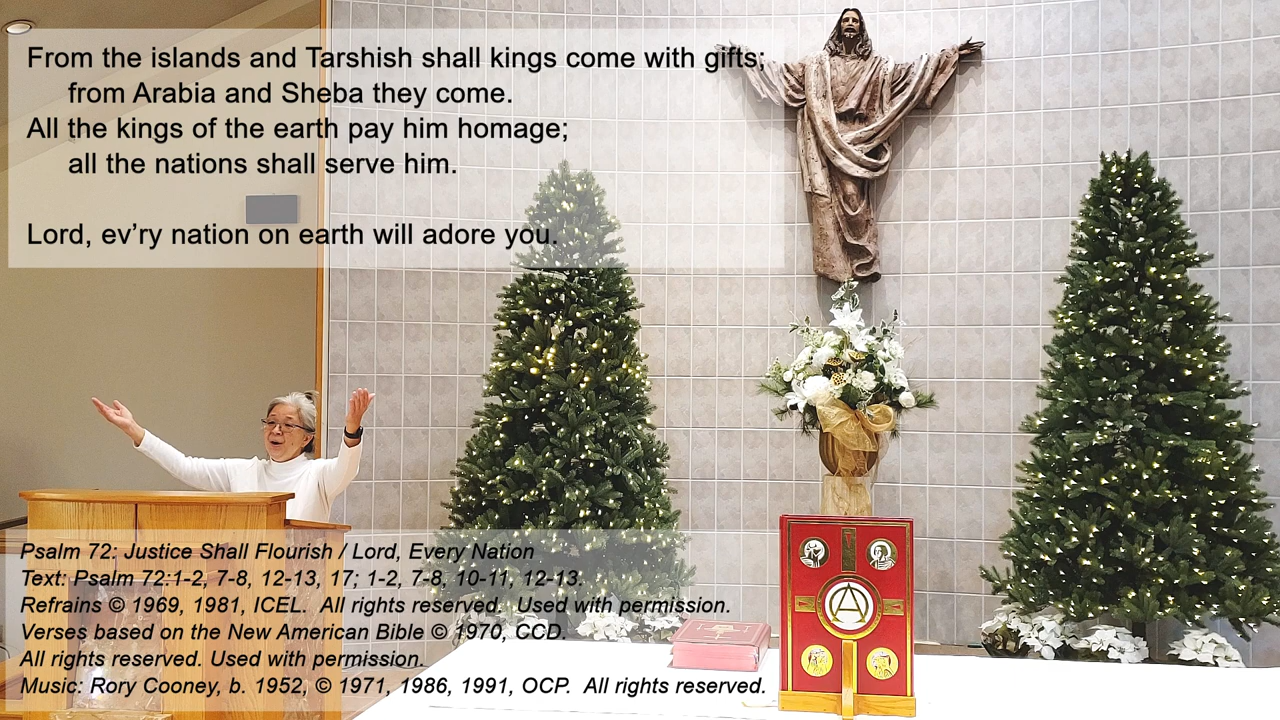 From the islands and Tarshish shall kings come with gifts;
from Arabia and Sheba they come.
All the kings of the earth pay him homage;
all the nations shall serve him.
Lord, ev’ry nation on earth will adore you.
Psalm 72: Justice Shall Flourish / Lord, Every Nation
Text: Psalm 72:1-2, 7-8, 12-13, 17; 1-2, 7-8, 10-11, 12-13.
Refrains © 1969, 1981, ICEL.  All rights reserved.  Used with permission.
Verses based on the New American Bible © 1970, CCD.
All rights reserved. Used with permission.
Music: Rory Cooney, b. 1952, © 1971, 1986, 1991, OCP.  All rights reserved.